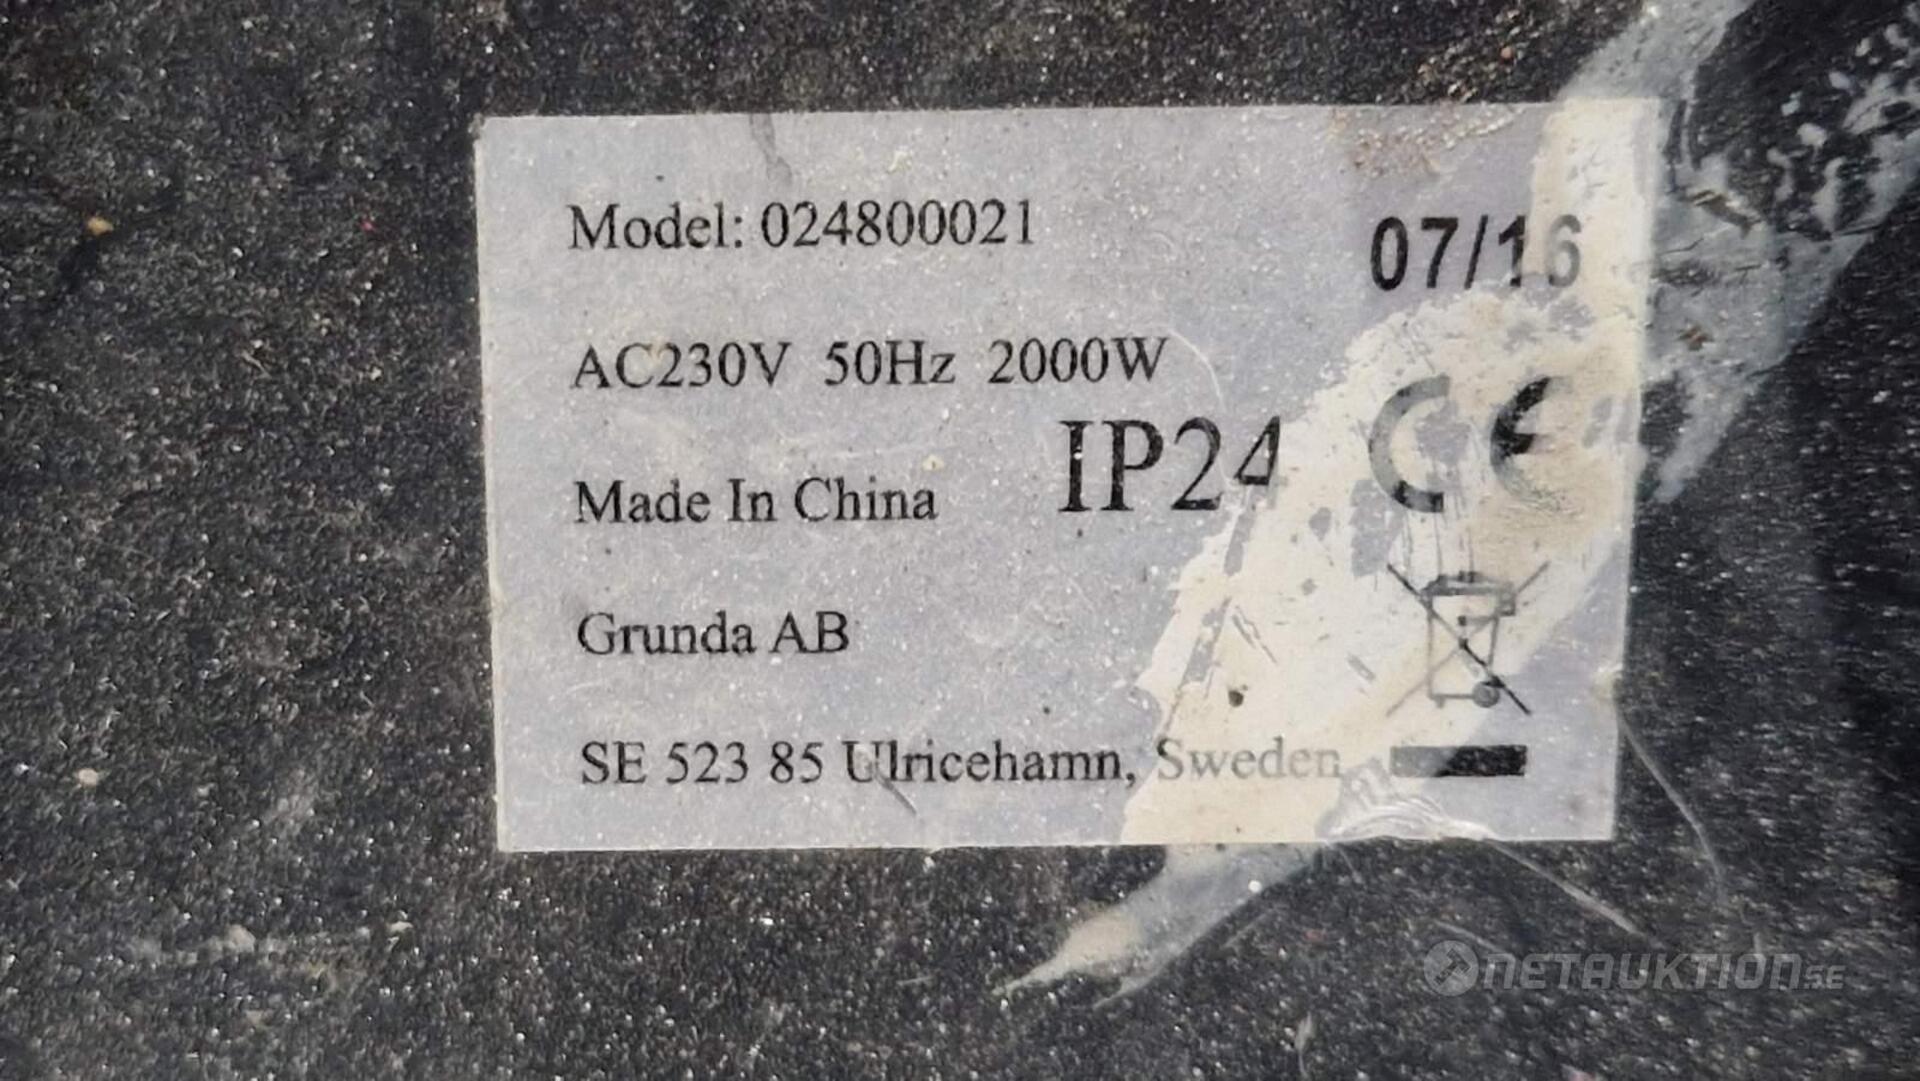 Model: 024800021
07/16
AC230V 50Hz 2000W
Made In China IP24 CE
Grunda AB
SE 523 85 Ulricehamn, Sweden
NETAUKTION.SE